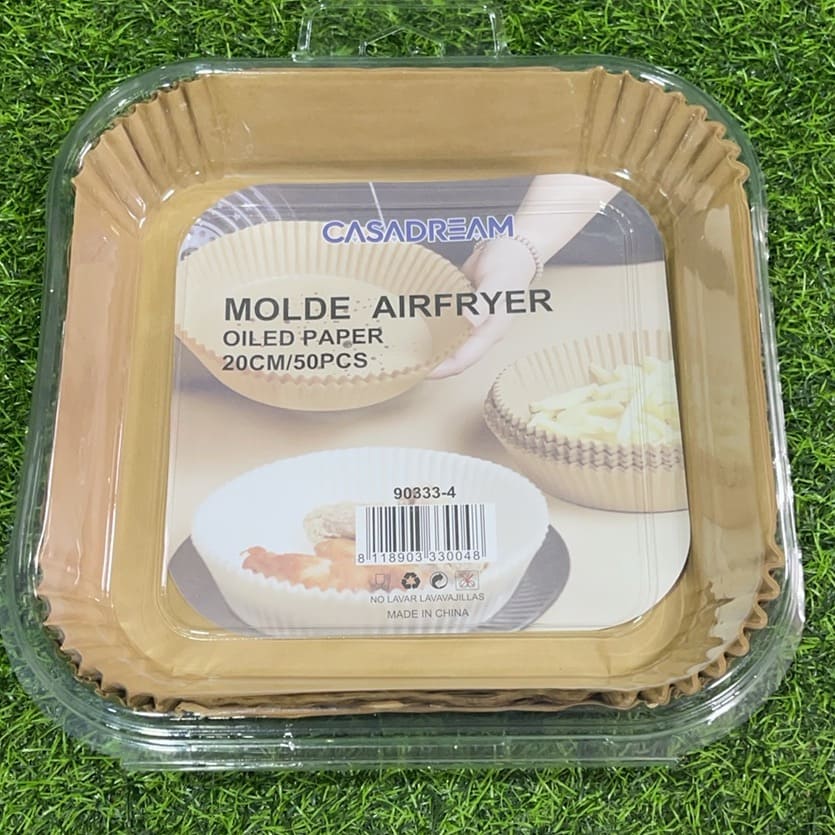 CASADREAM
MOLDE AIRFRYER
OILED PAPER
20CM/50PCS
90333-4
8 118903 330048
NO LAVAR LAVAVAJILLAS
MADE IN CHINA